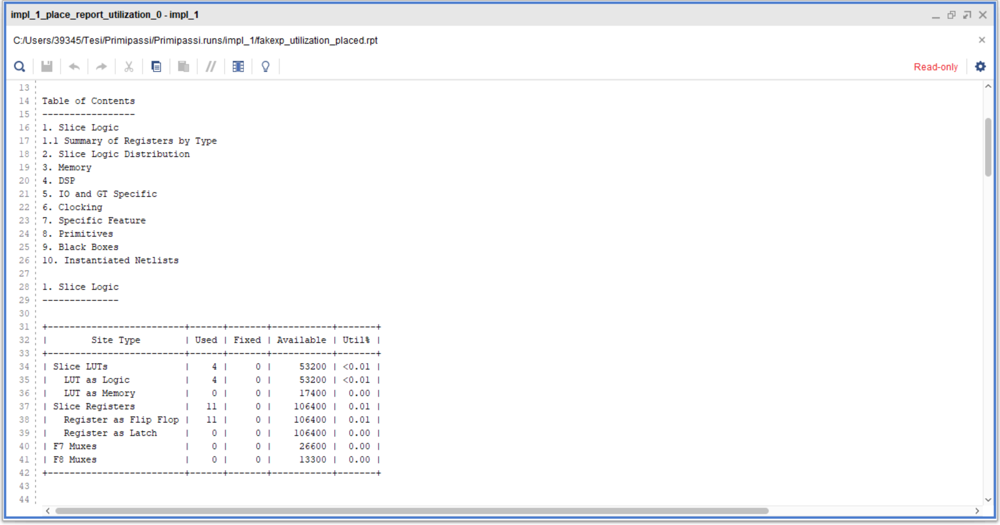 impl_1_place_report_utilization_0 - impl_1
C:/Users/39345/Tesi/Primipassi/Primipassi.runs/impl_1/fakexp_utilization_placed.rpt
Read-only
13
14 Table of Contents
15 -----------------
16 1. Slice Logic
17 1.1 Summary of Registers by Type
18 2. Slice Logic Distribution
19 3. Memory
20 4. DSP
21 5. IO and GT Specific
22 6. Clocking
23 7. Specific Feature
24 8. Primitives
25 9. Black Boxes
26 10. Instantiated Netlists
27
28 1. Slice Logic
29 --------------
30
31 +-------------------------+------+-------+-----------+-------+
32 |        Site Type        | Used | Fixed | Available | Util% |
33 +-------------------------+------+-------+-----------+-------+
34 | Slice LUTs              |    4 |     0 |     53200 | <0.01 |
35 |   LUT as Logic          |    4 |     0 |     53200 | <0.01 |
36 |   LUT as Memory         |    0 |     0 |     17400 |  0.00 |
37 | Slice Registers         |   11 |     0 |    106400 |  0.01 |
38 |   Register as Flip Flop |   11 |     0 |    106400 |  0.01 |
39 |   Register as Latch     |    0 |     0 |    106400 |  0.00 |
40 | F7 Muxes                |    0 |     0 |     26600 |  0.00 |
41 | F8 Muxes                |    0 |     0 |     13300 |  0.00 |
42 +-------------------------+------+-------+-----------+-------+
43
44